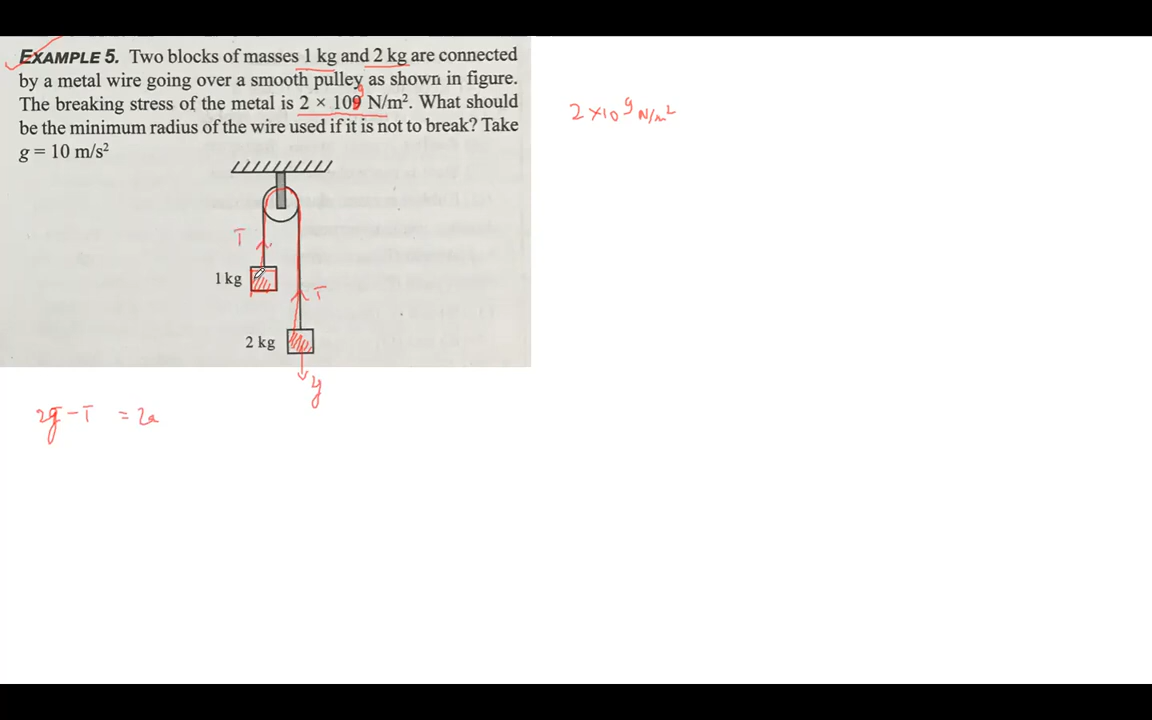 EXAMPLE 5. Two blocks of masses 1 kg and 2 kg are connected
by a metal wire going over a smooth pulley as shown in figure.
The breaking stress of the metal is 2 × 109 N/m². What should
be the minimum radius of the wire used if it is not to break? Take
g = 10 m/s²
2×10⁹ N/m²
T
1 kg
T
2 kg
2g
2g - T = 2a